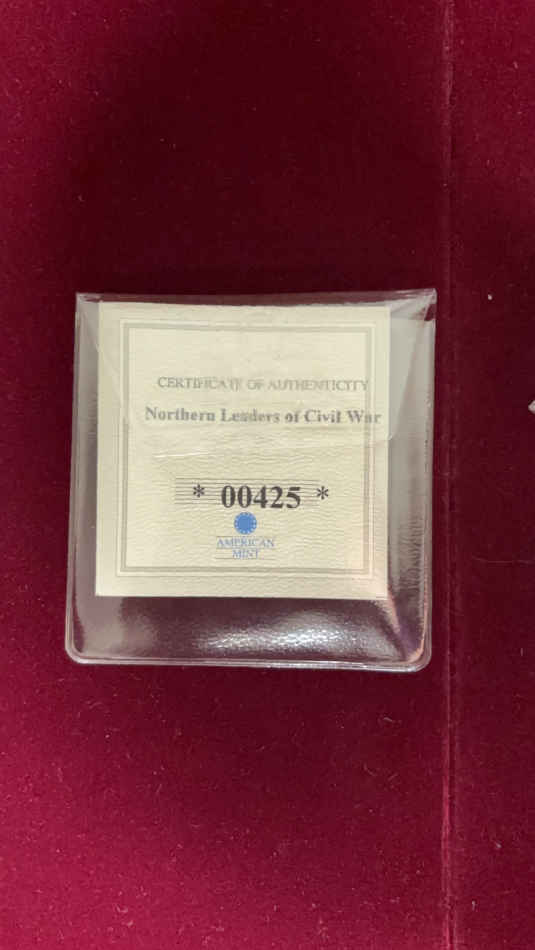 CERTIFICATE OF AUTHENTICITY
Northern Leaders of Civil War
* 00425 *
AMERICAN
MINT